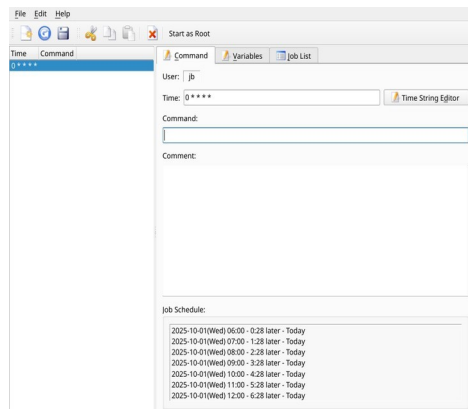 File Edit Help
Start as Root
Time Command
0 * * * *
Command Variables Job List
User: jb
Time: 0 * * * * Time String Editor
Command:
Comment:
Job Schedule:
2025-10-01(Wed) 06:00 - 0:28 later - Today
2025-10-01(Wed) 07:00 - 1:28 later - Today
2025-10-01(Wed) 08:00 - 2:28 later - Today
2025-10-01(Wed) 09:00 - 3:28 later - Today
2025-10-01(Wed) 10:00 - 4:28 later - Today
2025-10-01(Wed) 11:00 - 5:28 later - Today
2025-10-01(Wed) 12:00 - 6:28 later - Today